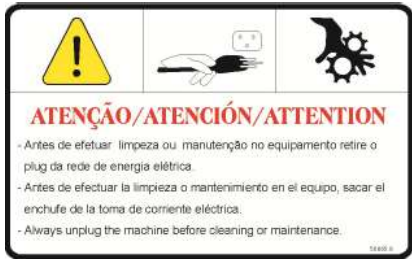 ATENÇÃO/ATENCIÓN/ATTENTION
- Antes de efetuar limpeza ou manutenção no equipamento retire o
plug da rede de energia elétrica.
- Antes de efectuar la limpieza o mantenimiento en el equipo, sacar el
enchufe de la toma de corriente eléctrica.
- Always unplug the machine before cleaning or maintenance.